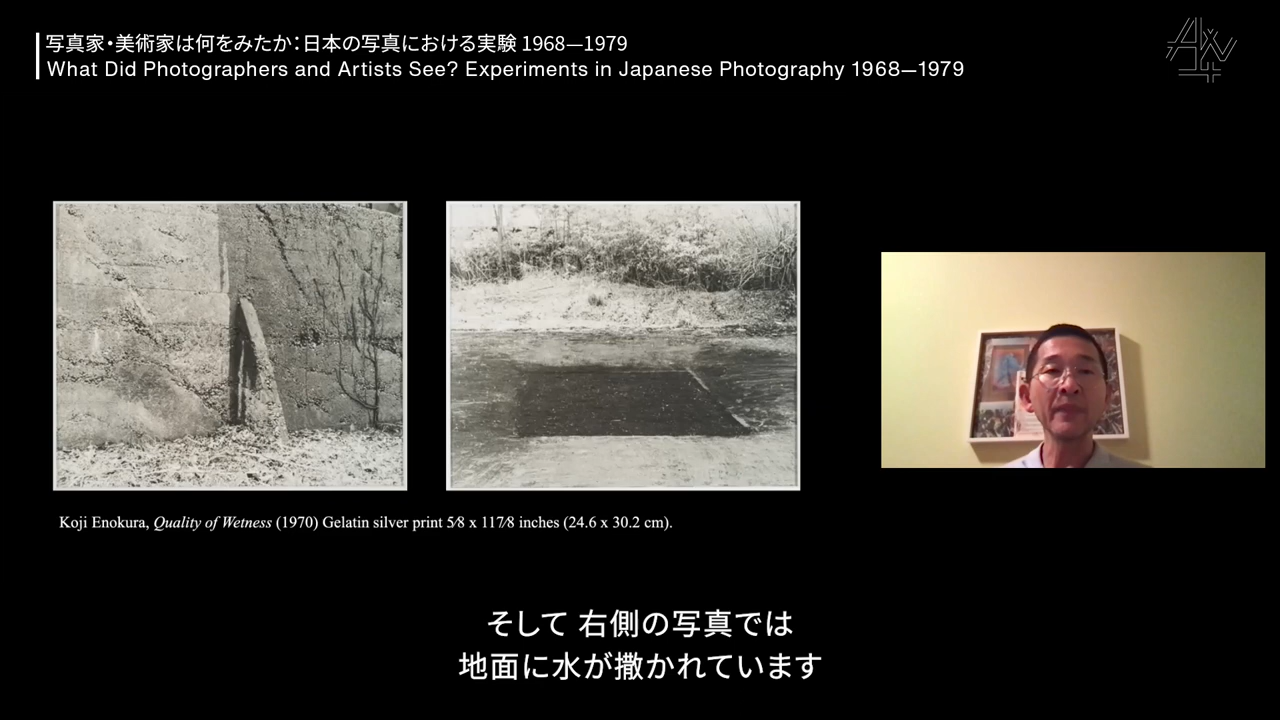 写真家・美術家は何をみたか：日本の写真における実験 1968—1979
What Did Photographers and Artists See? Experiments in Japanese Photography 1968—1979
Koji Enokura, Quality of Wetness (1970) Gelatin silver print 5⁄8 x 117⁄8 inches (24.6 x 30.2 cm).
そして 右側の写真では
地面に水が撒かれています